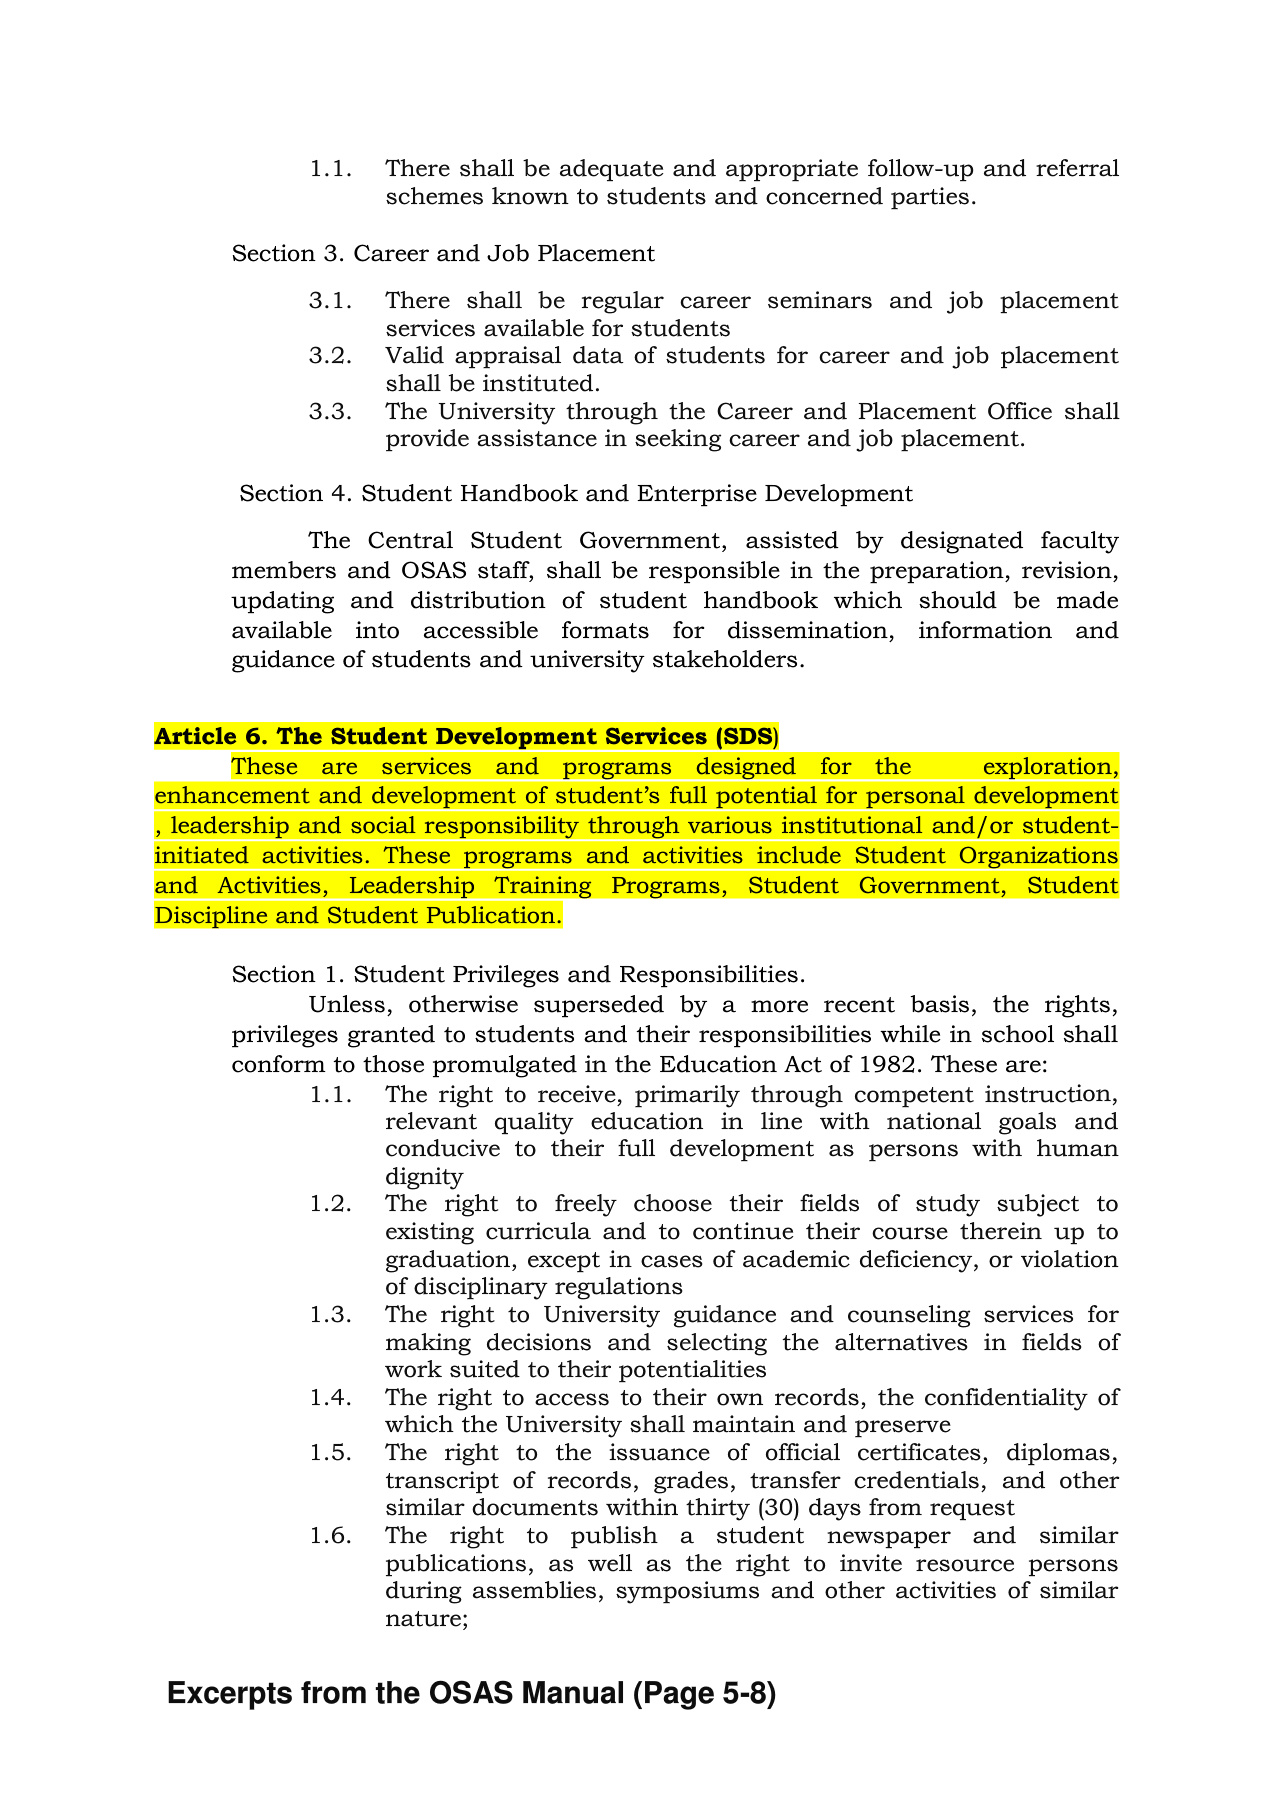 1.1. There shall be adequate and appropriate follow-up and referral
schemes known to students and concerned parties.
Section 3. Career and Job Placement
3.1. There shall be regular career seminars and job placement
services available for students
3.2. Valid appraisal data of students for career and job placement
shall be instituted.
3.3. The University through the Career and Placement Office shall
provide assistance in seeking career and job placement.
Section 4. Student Handbook and Enterprise Development
The Central Student Government, assisted by designated faculty
members and OSAS staff, shall be responsible in the preparation, revision,
updating and distribution of student handbook which should be made
available into accessible formats for dissemination, information and
guidance of students and university stakeholders.
Article 6. The Student Development Services (SDS)
These are services and programs designed for the exploration,
enhancement and development of student’s full potential for personal development
, leadership and social responsibility through various institutional and/or student-
initiated activities. These programs and activities include Student Organizations
and Activities, Leadership Training Programs, Student Government, Student
Discipline and Student Publication.
Section 1. Student Privileges and Responsibilities.
Unless, otherwise superseded by a more recent basis, the rights,
privileges granted to students and their responsibilities while in school shall
conform to those promulgated in the Education Act of 1982. These are:
1.1. The right to receive, primarily through competent instruction,
relevant quality education in line with national goals and
conducive to their full development as persons with human
dignity
1.2. The right to freely choose their fields of study subject to
existing curricula and to continue their course therein up to
graduation, except in cases of academic deficiency, or violation
of disciplinary regulations
1.3. The right to University guidance and counseling services for
making decisions and selecting the alternatives in fields of
work suited to their potentialities
1.4. The right to access to their own records, the confidentiality of
which the University shall maintain and preserve
1.5. The right to the issuance of official certificates, diplomas,
transcript of records, grades, transfer credentials, and other
similar documents within thirty (30) days from request
1.6. The right to publish a student newspaper and similar
publications, as well as the right to invite resource persons
during assemblies, symposiums and other activities of similar
nature;
Excerpts from the OSAS Manual (Page 5-8)